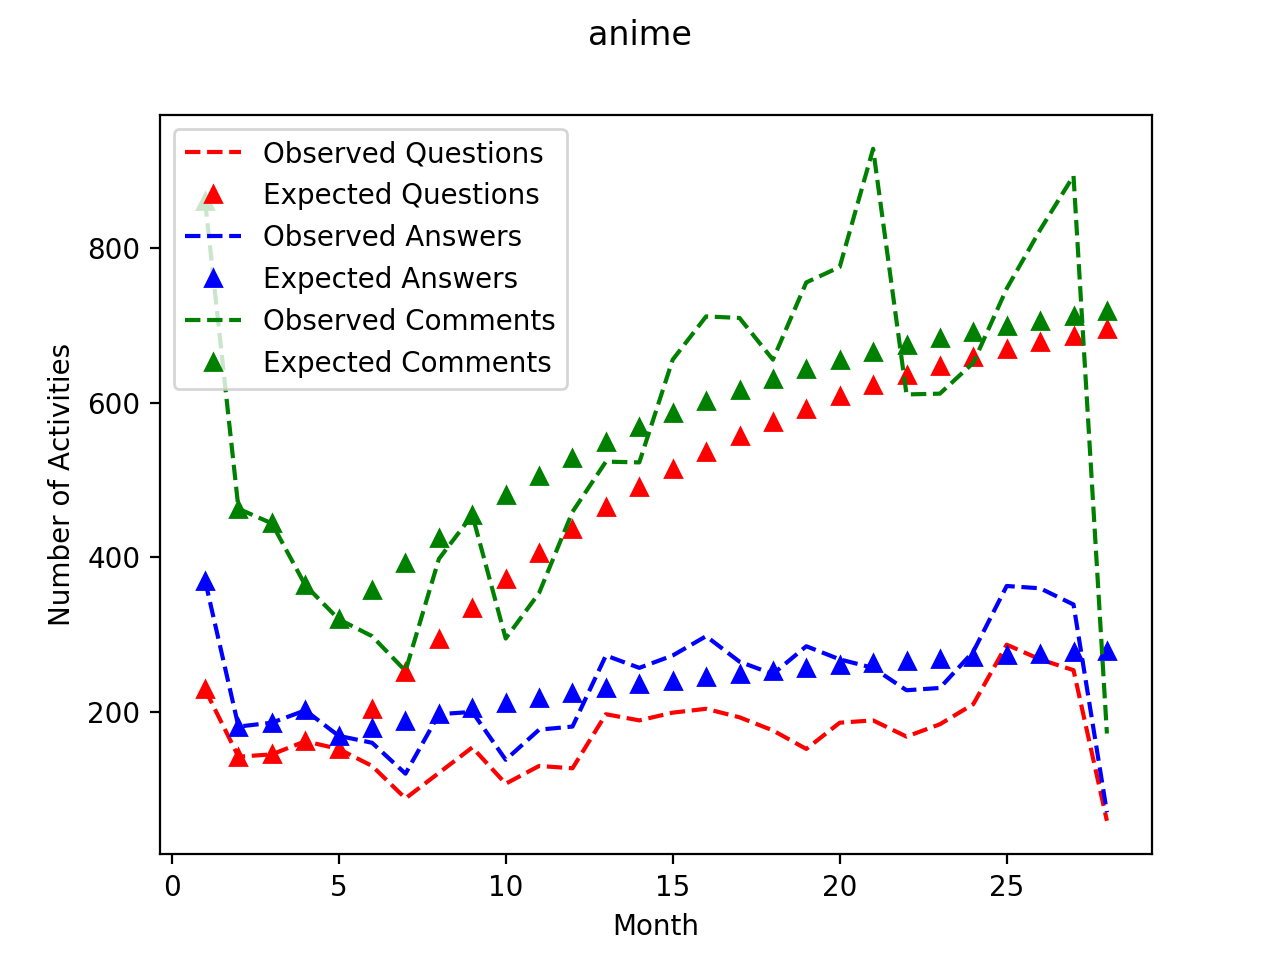 anime
Observed Questions
Expected Questions
Observed Answers
Expected Answers
Observed Comments
Expected Comments
800
600
400
200
Number of Activities
0 5 10 15 20 25
Month